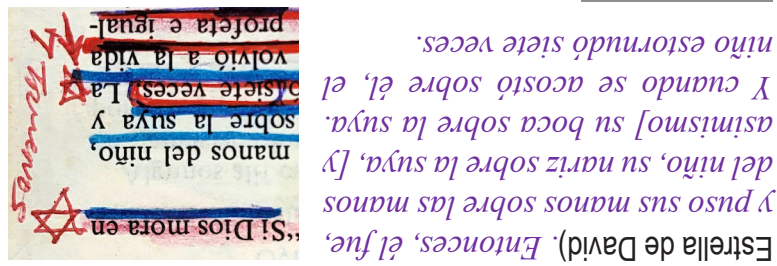 Estrella de David). Entonces, él fue,
y puso sus manos sobre las manos
del niño, su nariz sobre la suya, [y
asimismo] su boca sobre la suya.
Y cuando se acostó sobre él, el
niño estornudó siete veces.
“Si Dios mora en
manos del niño,
sobre la suya y
siete veces, La
volvió a la vida
profeta e igual-
7 Truenos